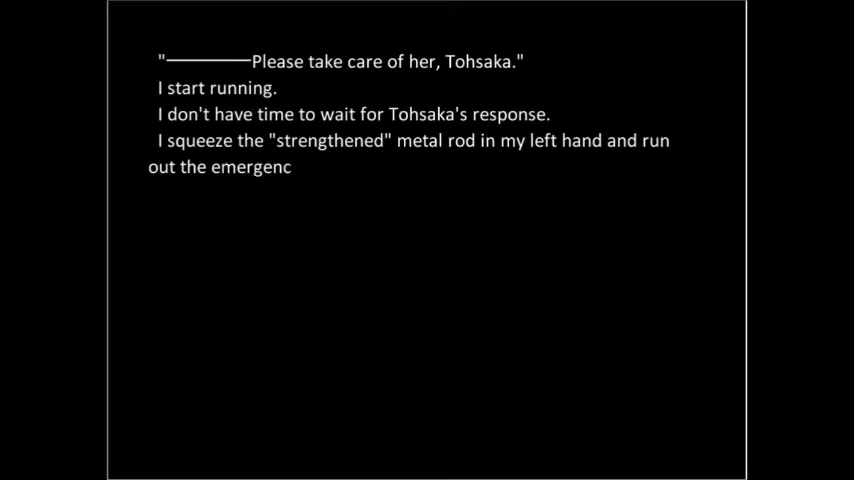 "―――――Please take care of her, Tohsaka."
I start running.
I don't have time to wait for Tohsaka's response.
I squeeze the "strengthened" metal rod in my left hand and run
out the emergenc